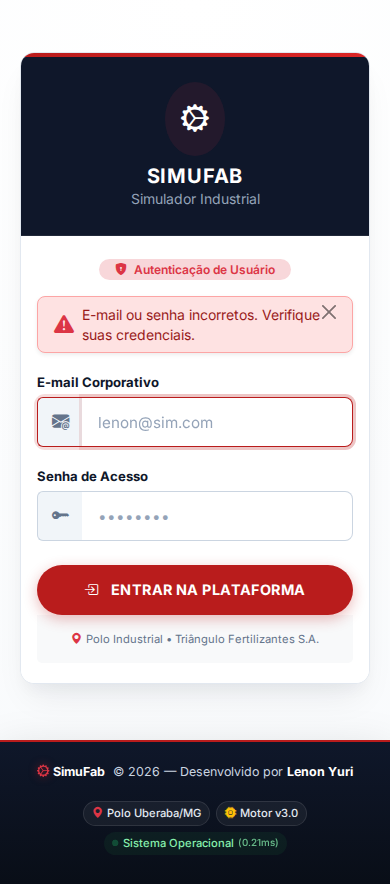 SIMUFAB
Simulador Industrial
Autenticação de Usuário
E-mail ou senha incorretos. Verifique
suas credenciais.
E-mail Corporativo
lenon@sim.com
Senha de Acesso
••••••••
ENTRAR NA PLATAFORMA
Polo Industrial • Triângulo Fertilizantes S.A.
SimuFab © 2026 — Desenvolvido por Lenon Yuri
Polo Uberaba/MG Motor v3.0
Sistema Operacional (0.21ms)